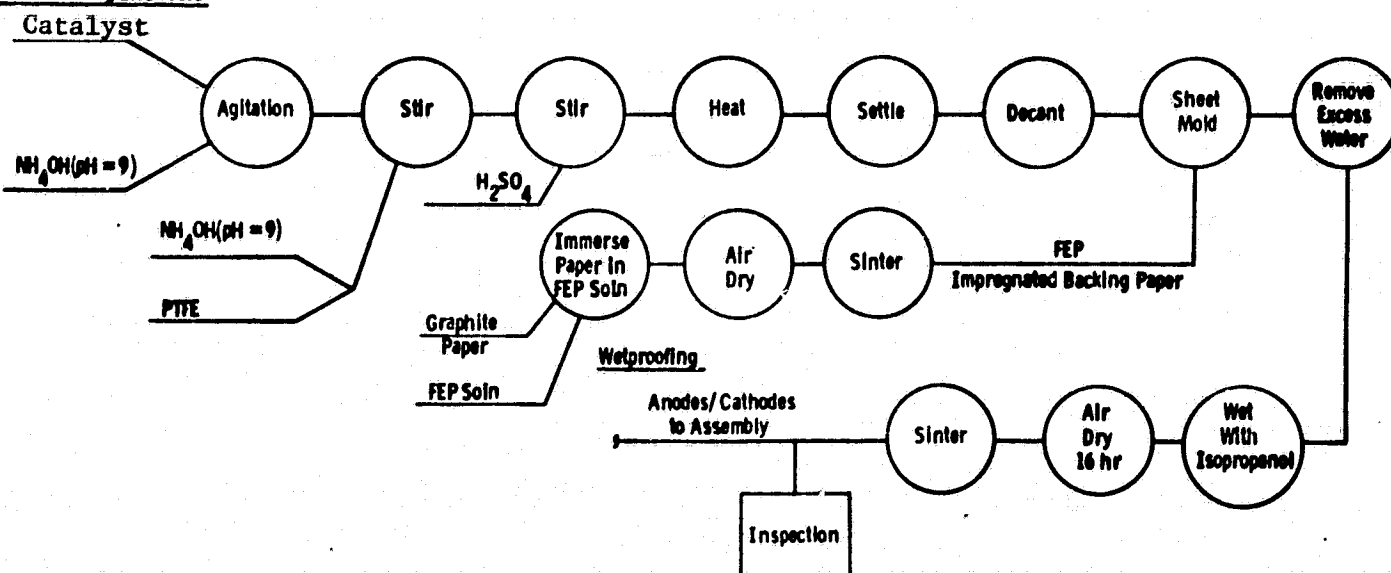 Catalyst
Agitation
Stir
Stir
Heat
Settle
Decant
Sheet
Mold
Remove
Excess
Water
NH4OH(pH = 9)
H2SO4
NH4OH(pH = 9)
PTFE
Immerse
Paper in
FEP Soln
Air
Dry
Sinter
FEP
Impregnated Backing Paper
Graphite
Paper
FEP Soln
Wetproofing
Anodes/Cathodes
to Assembly
Sinter
Air
Dry
16 hr
Wet
With
Isopropanol
Inspection